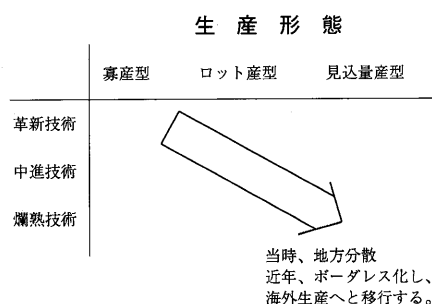 生産形態
寡産型 ロット産型 見込量産型
革新技術
中進技術
爛熟技術
当時、地方分散
近年、ボーダレス化し、
海外生産へと移行する。